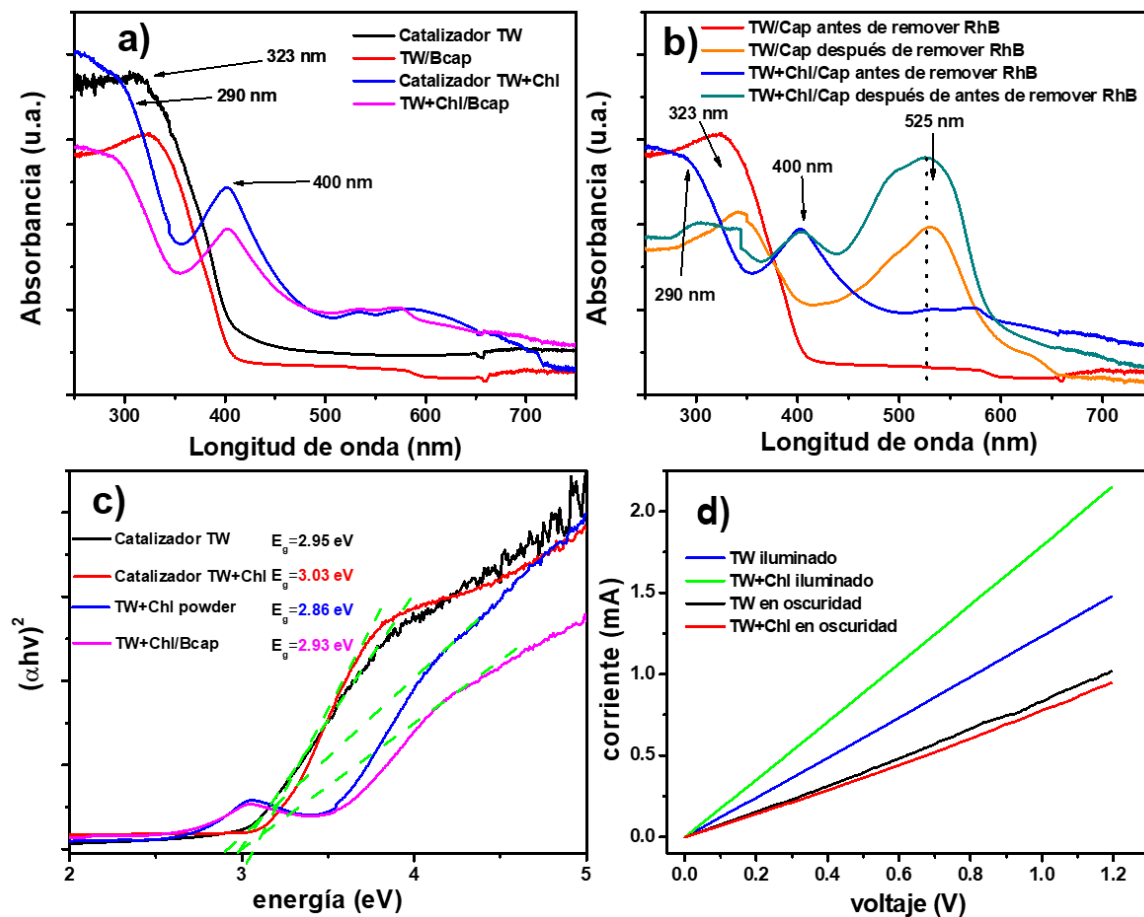 a)
323 nm
290 nm
400 nm
Catalizador TW
TW/Bcap
Catalizador TW+Chl
TW+Chl/Bcap
Absorbancia (u.a.)
300 400 500 600 700
Longitud de onda (nm)
b)
TW/Cap antes de remover RhB
TW/Cap después de remover RhB
TW+Chl/Cap antes de remover RhB
TW+Chl/Cap después de antes de remover RhB
323 nm
525 nm
400 nm
290 nm
Absorbancia (u.a.)
300 400 500 600 700
Longitud de onda (nm)
c)
Catalizador TW Eg=2.95 eV
Catalizador TW+Chl Eg=3.03 eV
TW+Chl powder Eg=2.86 eV
TW+Chl/Bcap Eg=2.93 eV
(αhv)²
2 3 4 5
energía (eV)
d)
TW iluminado
TW+Chl iluminado
TW en oscuridad
TW+Chl en oscuridad
corriente (mA)
2.0
1.5
1.0
0.5
0.0
0.0 0.2 0.4 0.6 0.8 1.0 1.2
voltaje (V)